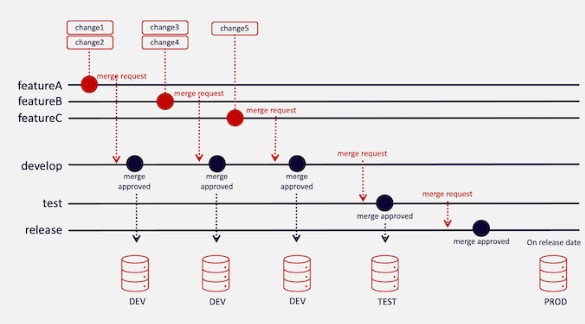 change1
change2
change3
change4
change5
merge request
featureA
merge request
featureB
merge request
featureC
merge request
develop
merge
approved
merge
approved
merge
approved
merge request
test
merge approved
release
merge approved
On release date
DEV
DEV
DEV
TEST
PROD